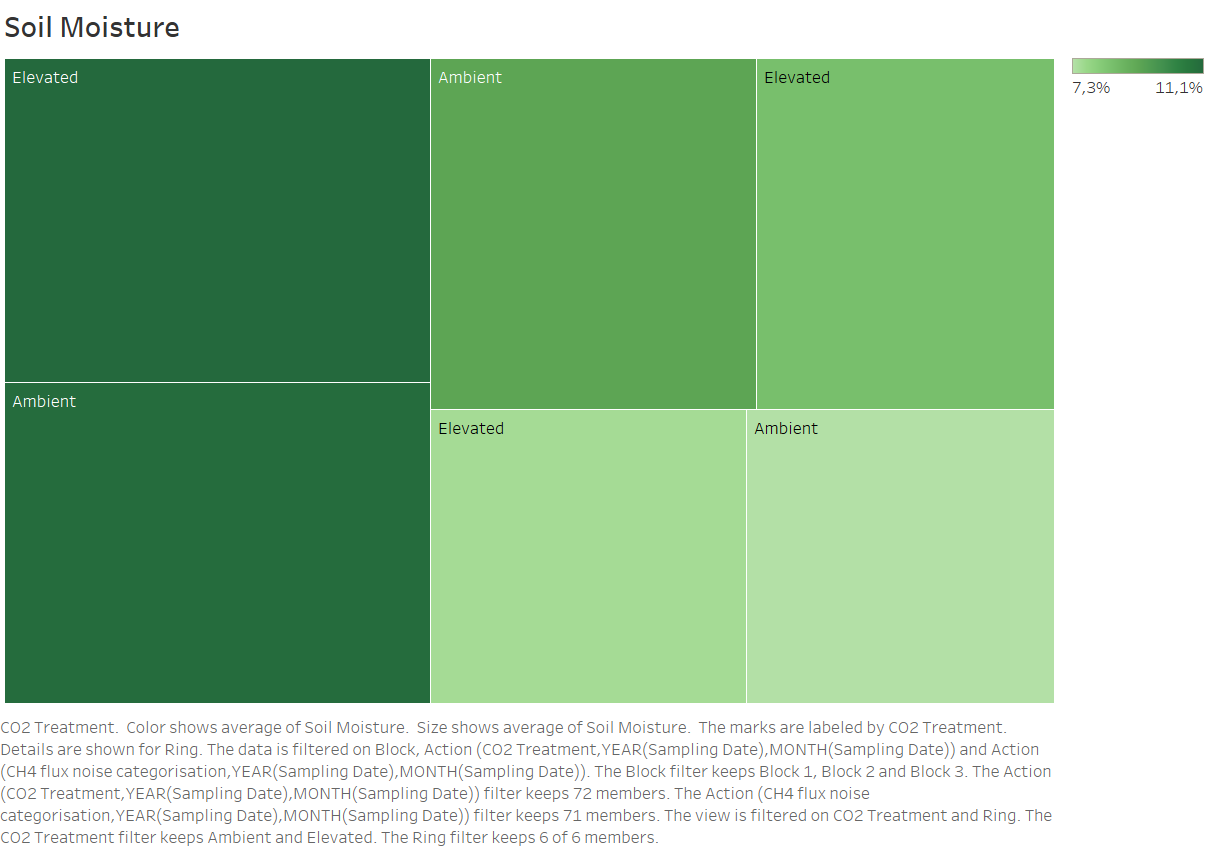 Soil Moisture
Elevated
Ambient
Elevated
7,3%
11,1%
Ambient
Elevated
Ambient
CO2 Treatment.  Color shows average of Soil Moisture.  Size shows average of Soil Moisture.  The marks are labeled by CO2 Treatment.
Details are shown for Ring. The data is filtered on Block, Action (CO2 Treatment,YEAR(Sampling Date),MONTH(Sampling Date)) and Action
(CH4 flux noise categorisation,YEAR(Sampling Date),MONTH(Sampling Date)). The Block filter keeps Block 1, Block 2 and Block 3. The Action
(CO2 Treatment,YEAR(Sampling Date),MONTH(Sampling Date)) filter keeps 72 members. The Action (CH4 flux noise
categorisation,YEAR(Sampling Date),MONTH(Sampling Date)) filter keeps 71 members. The view is filtered on CO2 Treatment and Ring. The
CO2 Treatment filter keeps Ambient and Elevated. The Ring filter keeps 6 of 6 members.